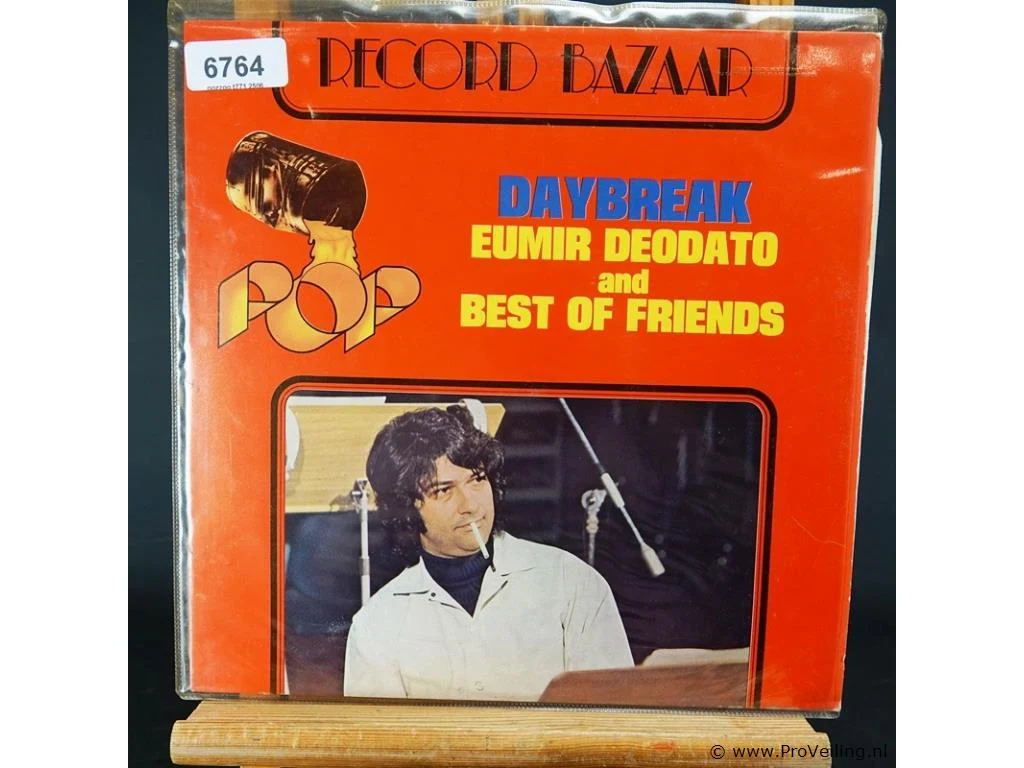 RECORD BAZAAR
6764
POP
DAYBREAK
EUMIR DEODATO
and
BEST OF FRIENDS
© www.ProVeiling.nl